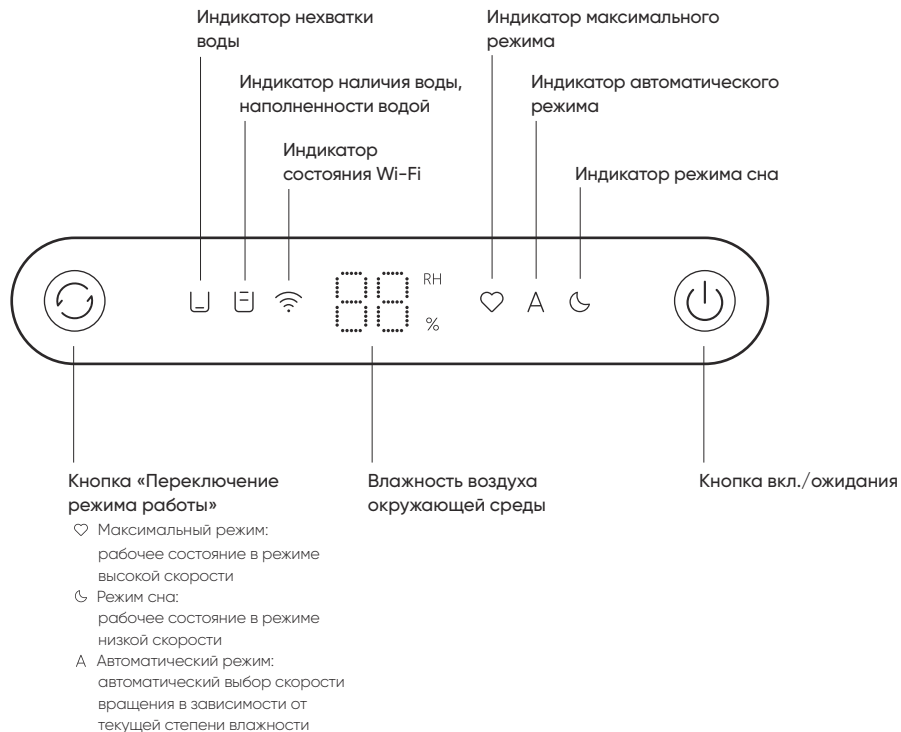 Индикатор нехватки
воды
Индикатор максимального
режима
Индикатор наличия воды,
наполненности водой
Индикатор автоматического
режима
Индикатор
состояния Wi-Fi
Индикатор режима сна
88 RH
%
A
Кнопка «Переключение
режима работы»
Максимальный режим:
рабочее состояние в режиме
высокой скорости
Режим сна:
рабочее состояние в режиме
низкой скорости
A Автоматический режим:
автоматический выбор скорости
вращения в зависимости от
текущей степени влажности
Влажность воздуха
окружающей среды
Кнопка вкл./ожидания